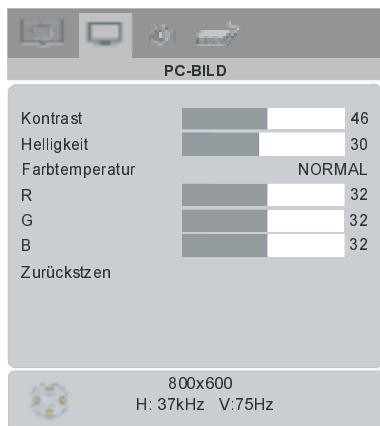 PC-BILD
Kontrast 46
Helligkeit 30
Farbtemperatur NORMAL
R 32
G 32
B 32
Zurückstzen
800x600
H: 37kHz V:75Hz